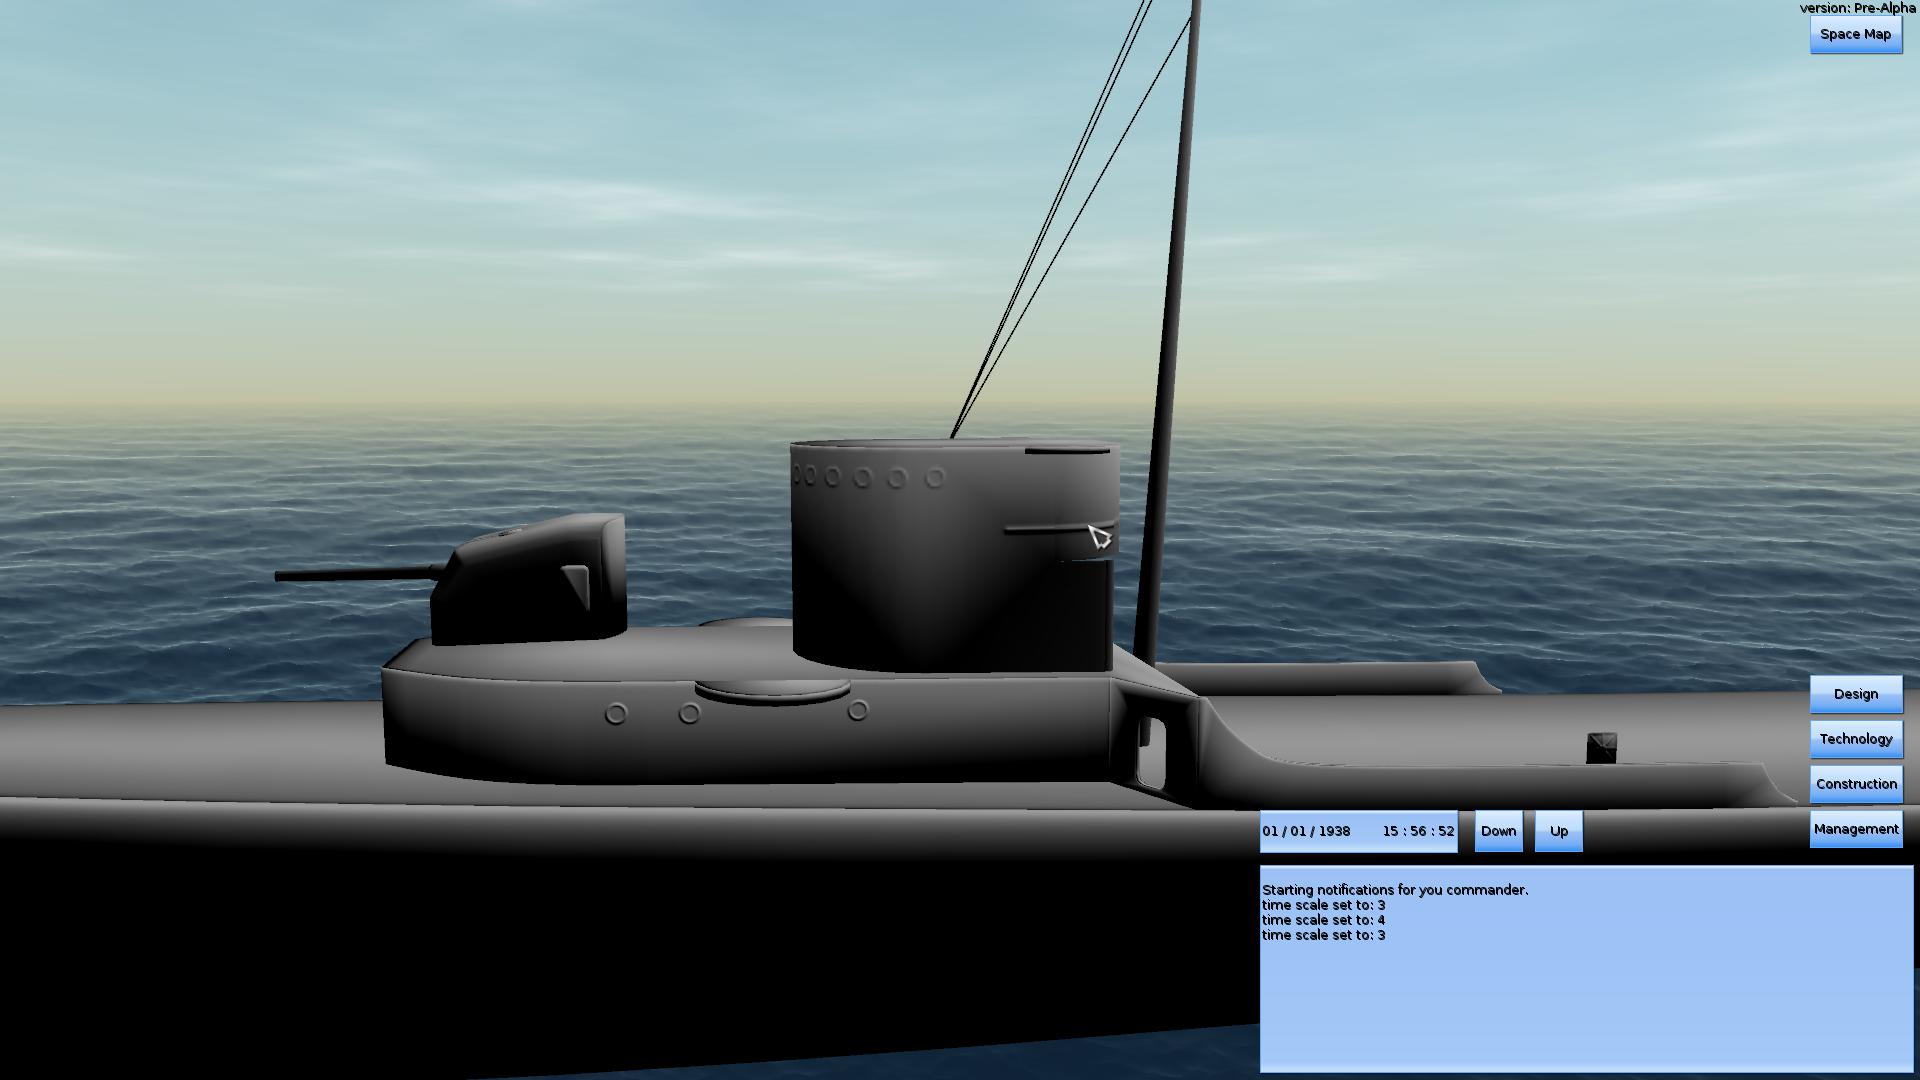 version: Pre-Alpha
Space Map
Design
Technology
Construction
Management
01 / 01 / 1938 15 : 56 : 52
Down
Up
Starting notifications for you commander.
time scale set to: 3
time scale set to: 4
time scale set to: 3